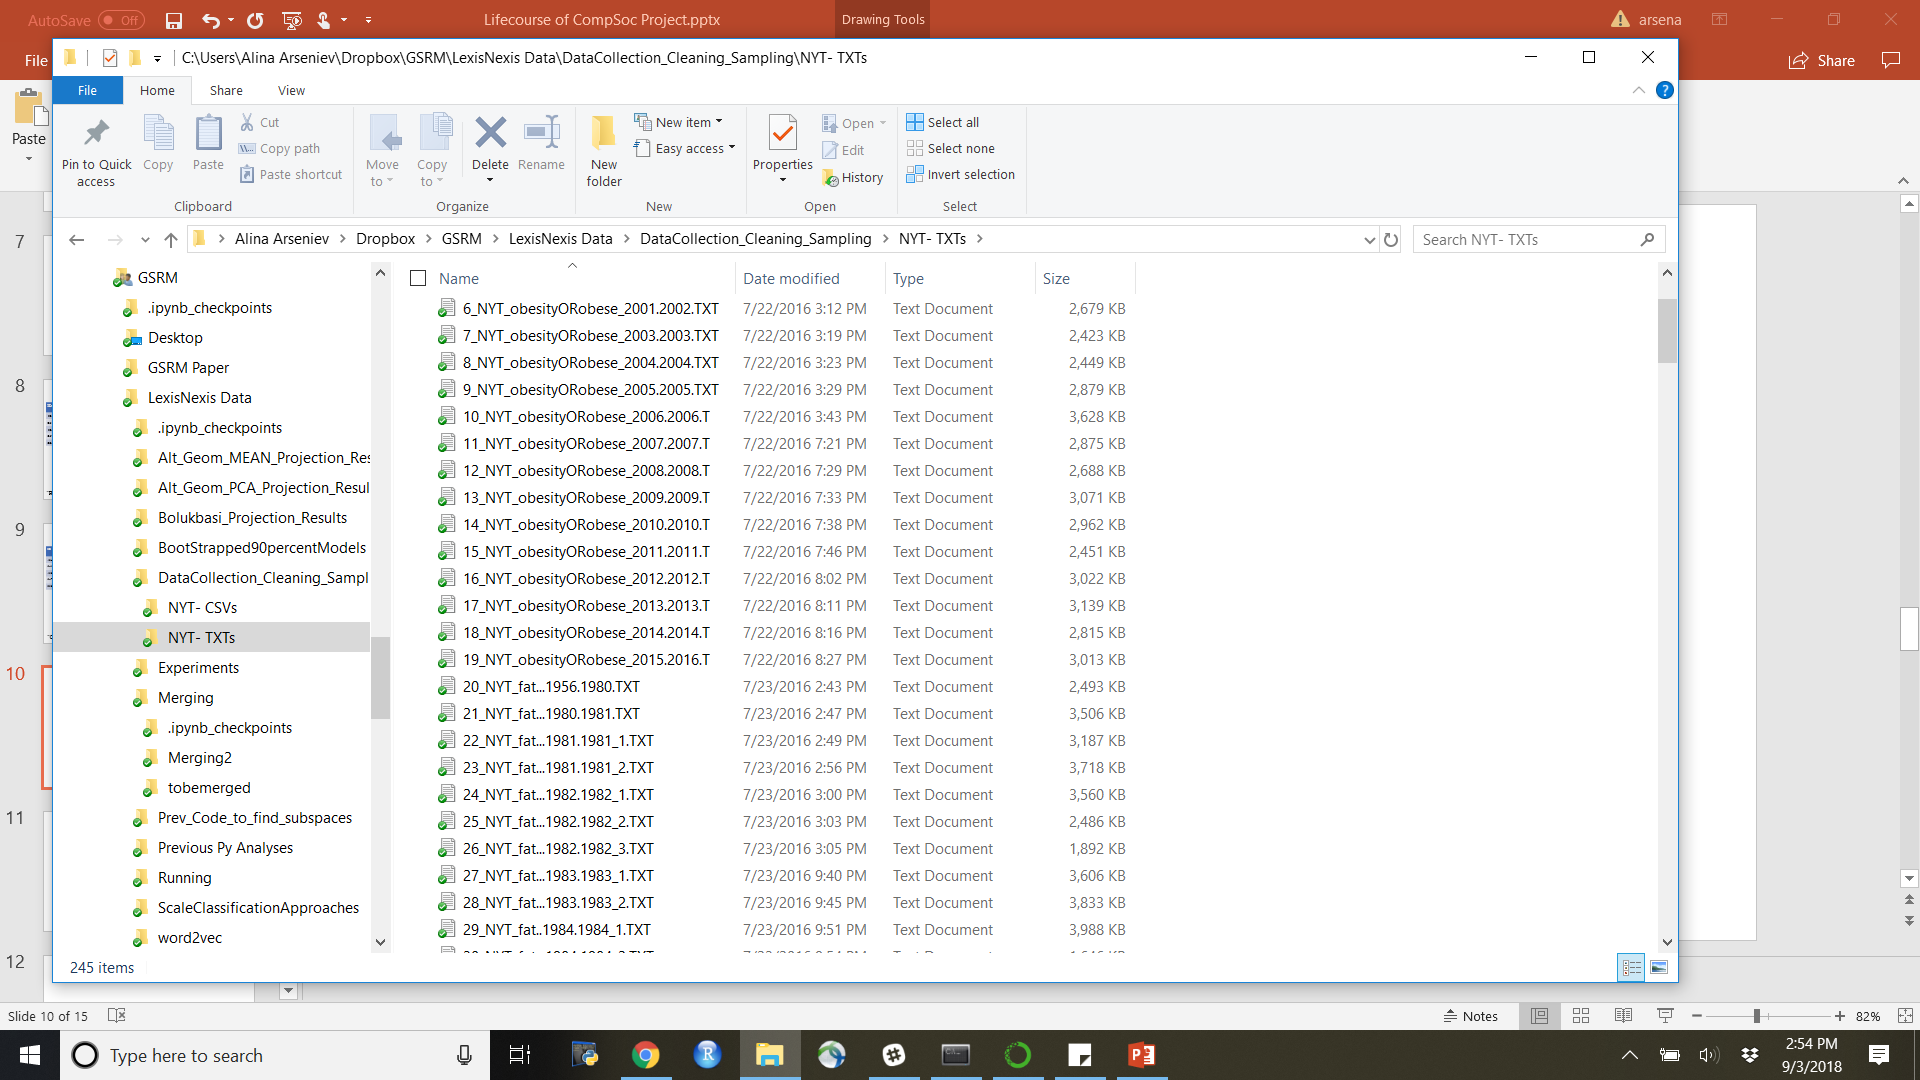 AutoSave Off
Lifecourse of CompSoc Project.pptx
Drawing Tools
arsena
File
Share
C:\Users\Alina Arseniev\Dropbox\GSRM\LexisNexis Data\DataCollection_Cleaning_Sampling\NYT- TXTs
File Home Share View
Paste
Pin to Quick access
Copy
Paste
Cut
Copy path
Paste shortcut
Clipboard
Move to
Copy to
Delete
Rename
Organize
New folder
New item
Easy access
New
Properties
Open
Edit
History
Open
Select all
Select none
Invert selection
Select
Alina Arseniev > Dropbox > GSRM > LexisNexis Data > DataCollection_Cleaning_Sampling > NYT- TXTs >
Search NYT- TXTs
7
8
9
10
11
12
GSRM
.ipynb_checkpoints
Desktop
GSRM Paper
LexisNexis Data
.ipynb_checkpoints
Alt_Geom_MEAN_Projection_Res
Alt_Geom_PCA_Projection_Resul
Bolukbasi_Projection_Results
BootStrapped90percentModels
DataCollection_Cleaning_Sampl
NYT- CSVs
NYT- TXTs
Experiments
Merging
.ipynb_checkpoints
Merging2
tobemerged
Prev_Code_to_find_subspaces
Previous Py Analyses
Running
ScaleClassificationApproaches
word2vec
Name Date modified Type Size
6_NYT_obesityORobese_2001.2002.TXT 7/22/2016 3:12 PM Text Document 2,679 KB
7_NYT_obesityORobese_2003.2003.TXT 7/22/2016 3:19 PM Text Document 2,423 KB
8_NYT_obesityORobese_2004.2004.TXT 7/22/2016 3:23 PM Text Document 2,449 KB
9_NYT_obesityORobese_2005.2005.TXT 7/22/2016 3:29 PM Text Document 2,879 KB
10_NYT_obesityORobese_2006.2006.T 7/22/2016 3:43 PM Text Document 3,628 KB
11_NYT_obesityORobese_2007.2007.T 7/22/2016 7:21 PM Text Document 2,875 KB
12_NYT_obesityORobese_2008.2008.T 7/22/2016 7:29 PM Text Document 2,688 KB
13_NYT_obesityORobese_2009.2009.T 7/22/2016 7:33 PM Text Document 3,071 KB
14_NYT_obesityORobese_2010.2010.T 7/22/2016 7:38 PM Text Document 2,962 KB
15_NYT_obesityORobese_2011.2011.T 7/22/2016 7:46 PM Text Document 2,451 KB
16_NYT_obesityORobese_2012.2012.T 7/22/2016 8:02 PM Text Document 3,022 KB
17_NYT_obesityORobese_2013.2013.T 7/22/2016 8:11 PM Text Document 3,139 KB
18_NYT_obesityORobese_2014.2014.T 7/22/2016 8:16 PM Text Document 2,815 KB
19_NYT_obesityORobese_2015.2016.T 7/22/2016 8:27 PM Text Document 3,013 KB
20_NYT_fat...1956.1980.TXT 7/23/2016 2:43 PM Text Document 2,493 KB
21_NYT_fat...1980.1981.TXT 7/23/2016 2:47 PM Text Document 3,506 KB
22_NYT_fat...1981.1981_1.TXT 7/23/2016 2:49 PM Text Document 3,187 KB
23_NYT_fat...1981.1981_2.TXT 7/23/2016 2:56 PM Text Document 3,718 KB
24_NYT_fat...1982.1982_1.TXT 7/23/2016 3:00 PM Text Document 3,560 KB
25_NYT_fat...1982.1982_2.TXT 7/23/2016 3:03 PM Text Document 2,486 KB
26_NYT_fat...1982.1982_3.TXT 7/23/2016 3:05 PM Text Document 1,892 KB
27_NYT_fat...1983.1983_1.TXT 7/23/2016 9:40 PM Text Document 3,606 KB
28_NYT_fat...1983.1983_2.TXT 7/23/2016 9:45 PM Text Document 3,833 KB
29_NYT_fat..1984.1984_1.TXT 7/23/2016 9:51 PM Text Document 3,988 KB
245 items
Slide 10 of 15
Notes
82%
Type here to search
2:54 PM
9/3/2018